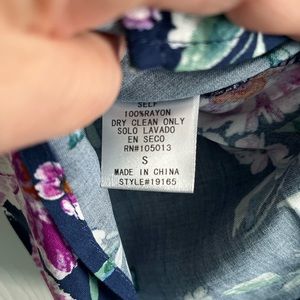 SELF
100%RAYON
DRY CLEAN ONLY
SOLO LAVADO
EN SECO
RN#105013
S
MADE IN CHINA
STYLE#19165